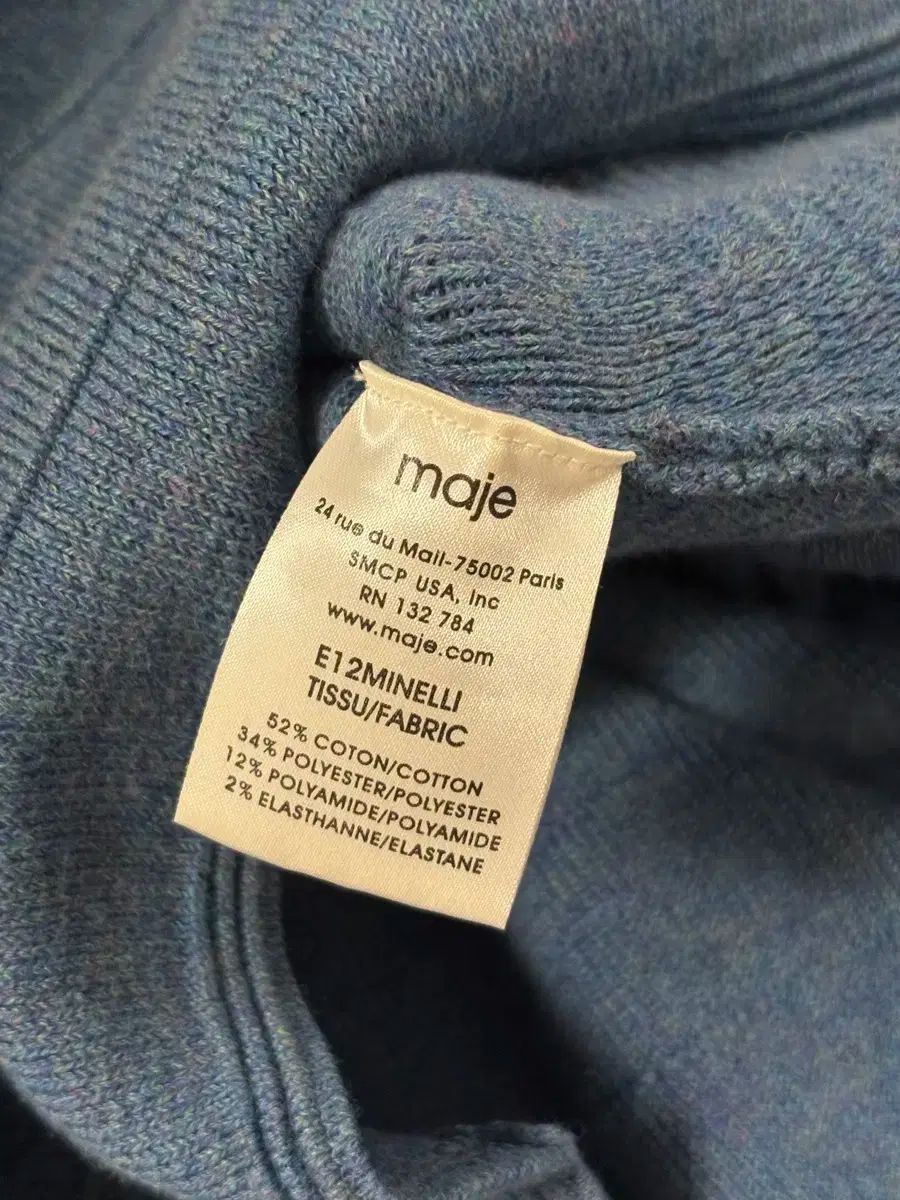 maje
24 rue du Mail-75002 Paris
SMCP USA, Inc
RN 132 784
www.maje.com
E12MINELLI
TISSU/FABRIC
52% COTON/COTTON
34% POLYESTER/POLYESTER
12% POLYAMIDE/POLYAMIDE
2% ELASTHANNE/ELASTANE